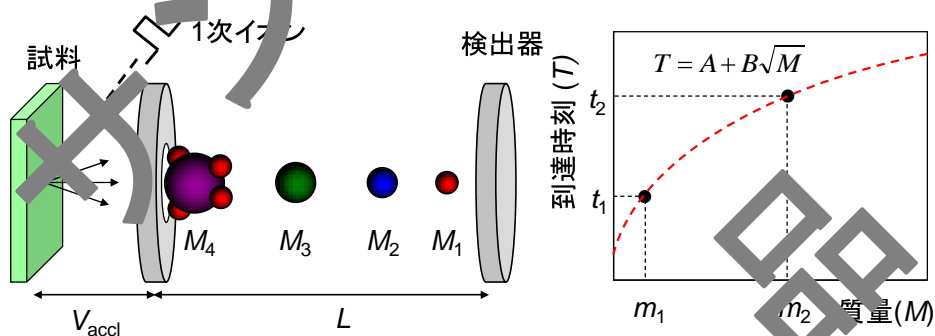 試料
1次イオン
検出器
M₄
M₃
M₂
M₁
V_accl
L
到達時刻 (T)
T = A + B√M
t₂
t₁
m₁
m₂
質量(M)